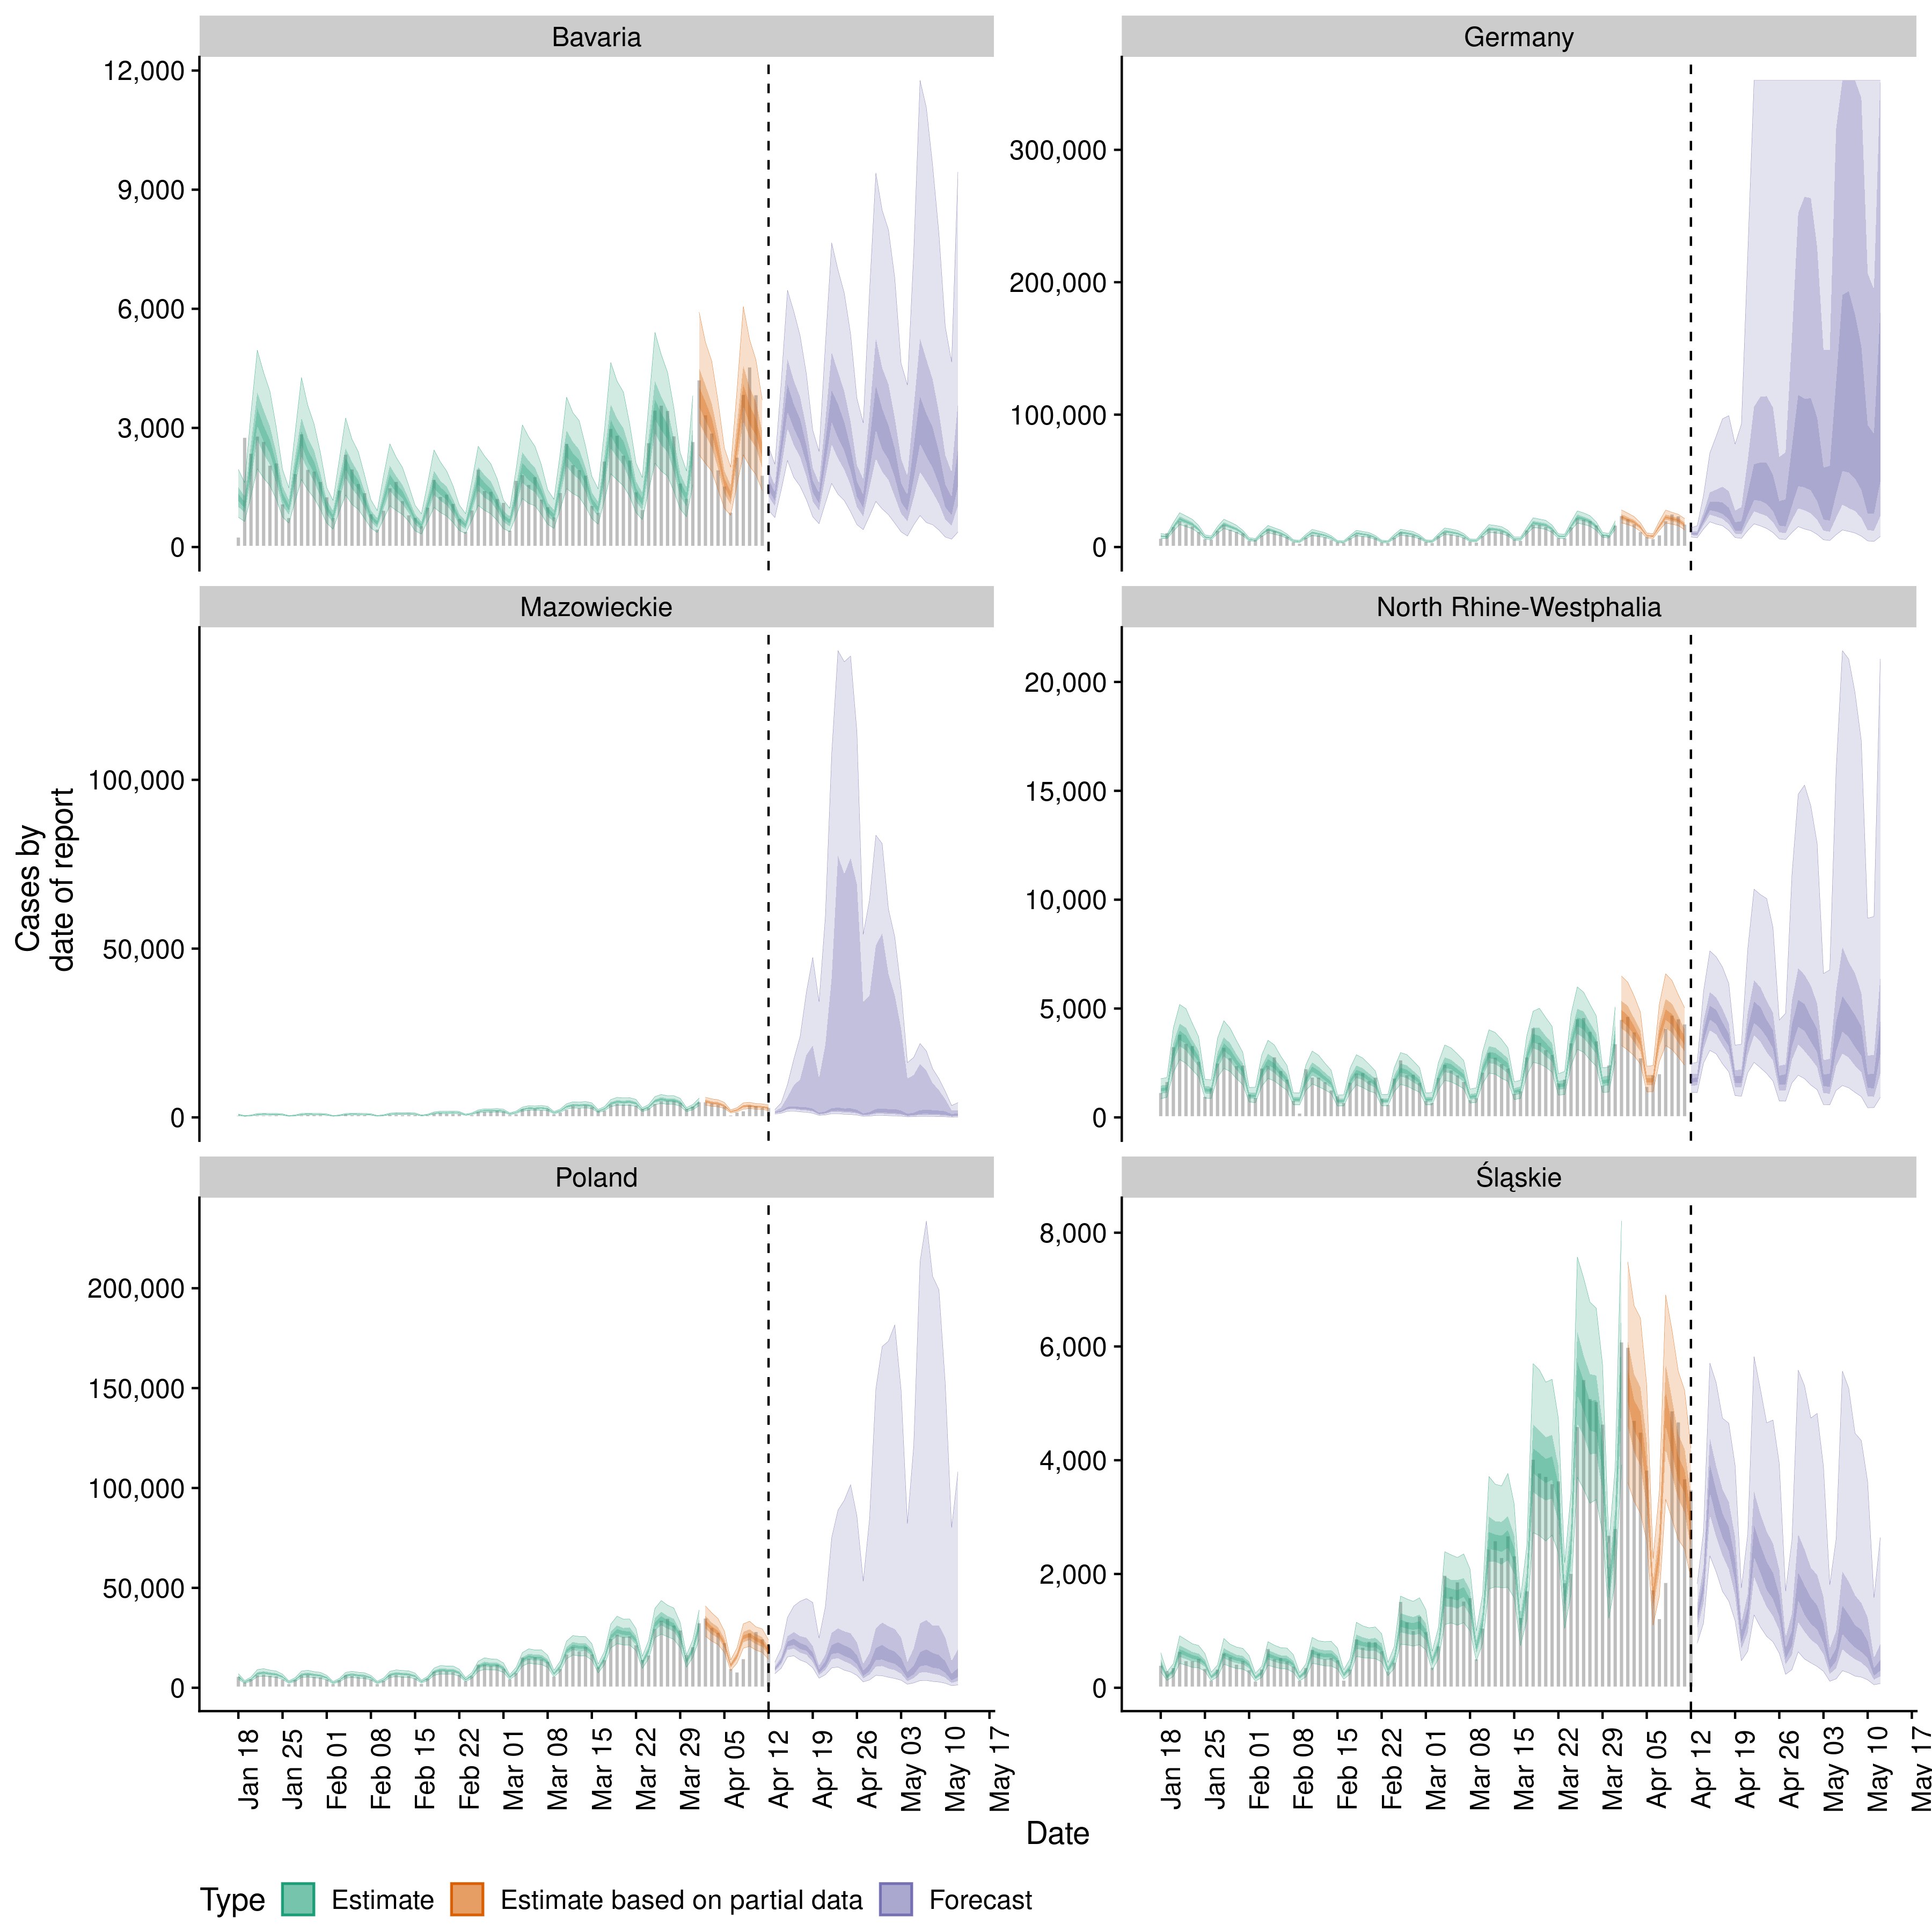 Bavaria
Germany
12,000
9,000
6,000
3,000
0
300,000
200,000
100,000
0
Mazowieckie
North Rhine-Westphalia
100,000
50,000
0
20,000
15,000
10,000
5,000
0
Cases by
date of report
Poland
Śląskie
200,000
150,000
100,000
50,000
0
8,000
6,000
4,000
2,000
0
Jan 18
Jan 25
Feb 01
Feb 08
Feb 15
Feb 22
Mar 01
Mar 08
Mar 15
Mar 22
Mar 29
Apr 05
Apr 12
Apr 19
Apr 26
May 03
May 10
May 17
Jan 18
Jan 25
Feb 01
Feb 08
Feb 15
Feb 22
Mar 01
Mar 08
Mar 15
Mar 22
Mar 29
Apr 05
Apr 12
Apr 19
Apr 26
May 03
May 10
May 17
Date
Type Estimate Estimate based on partial data Forecast